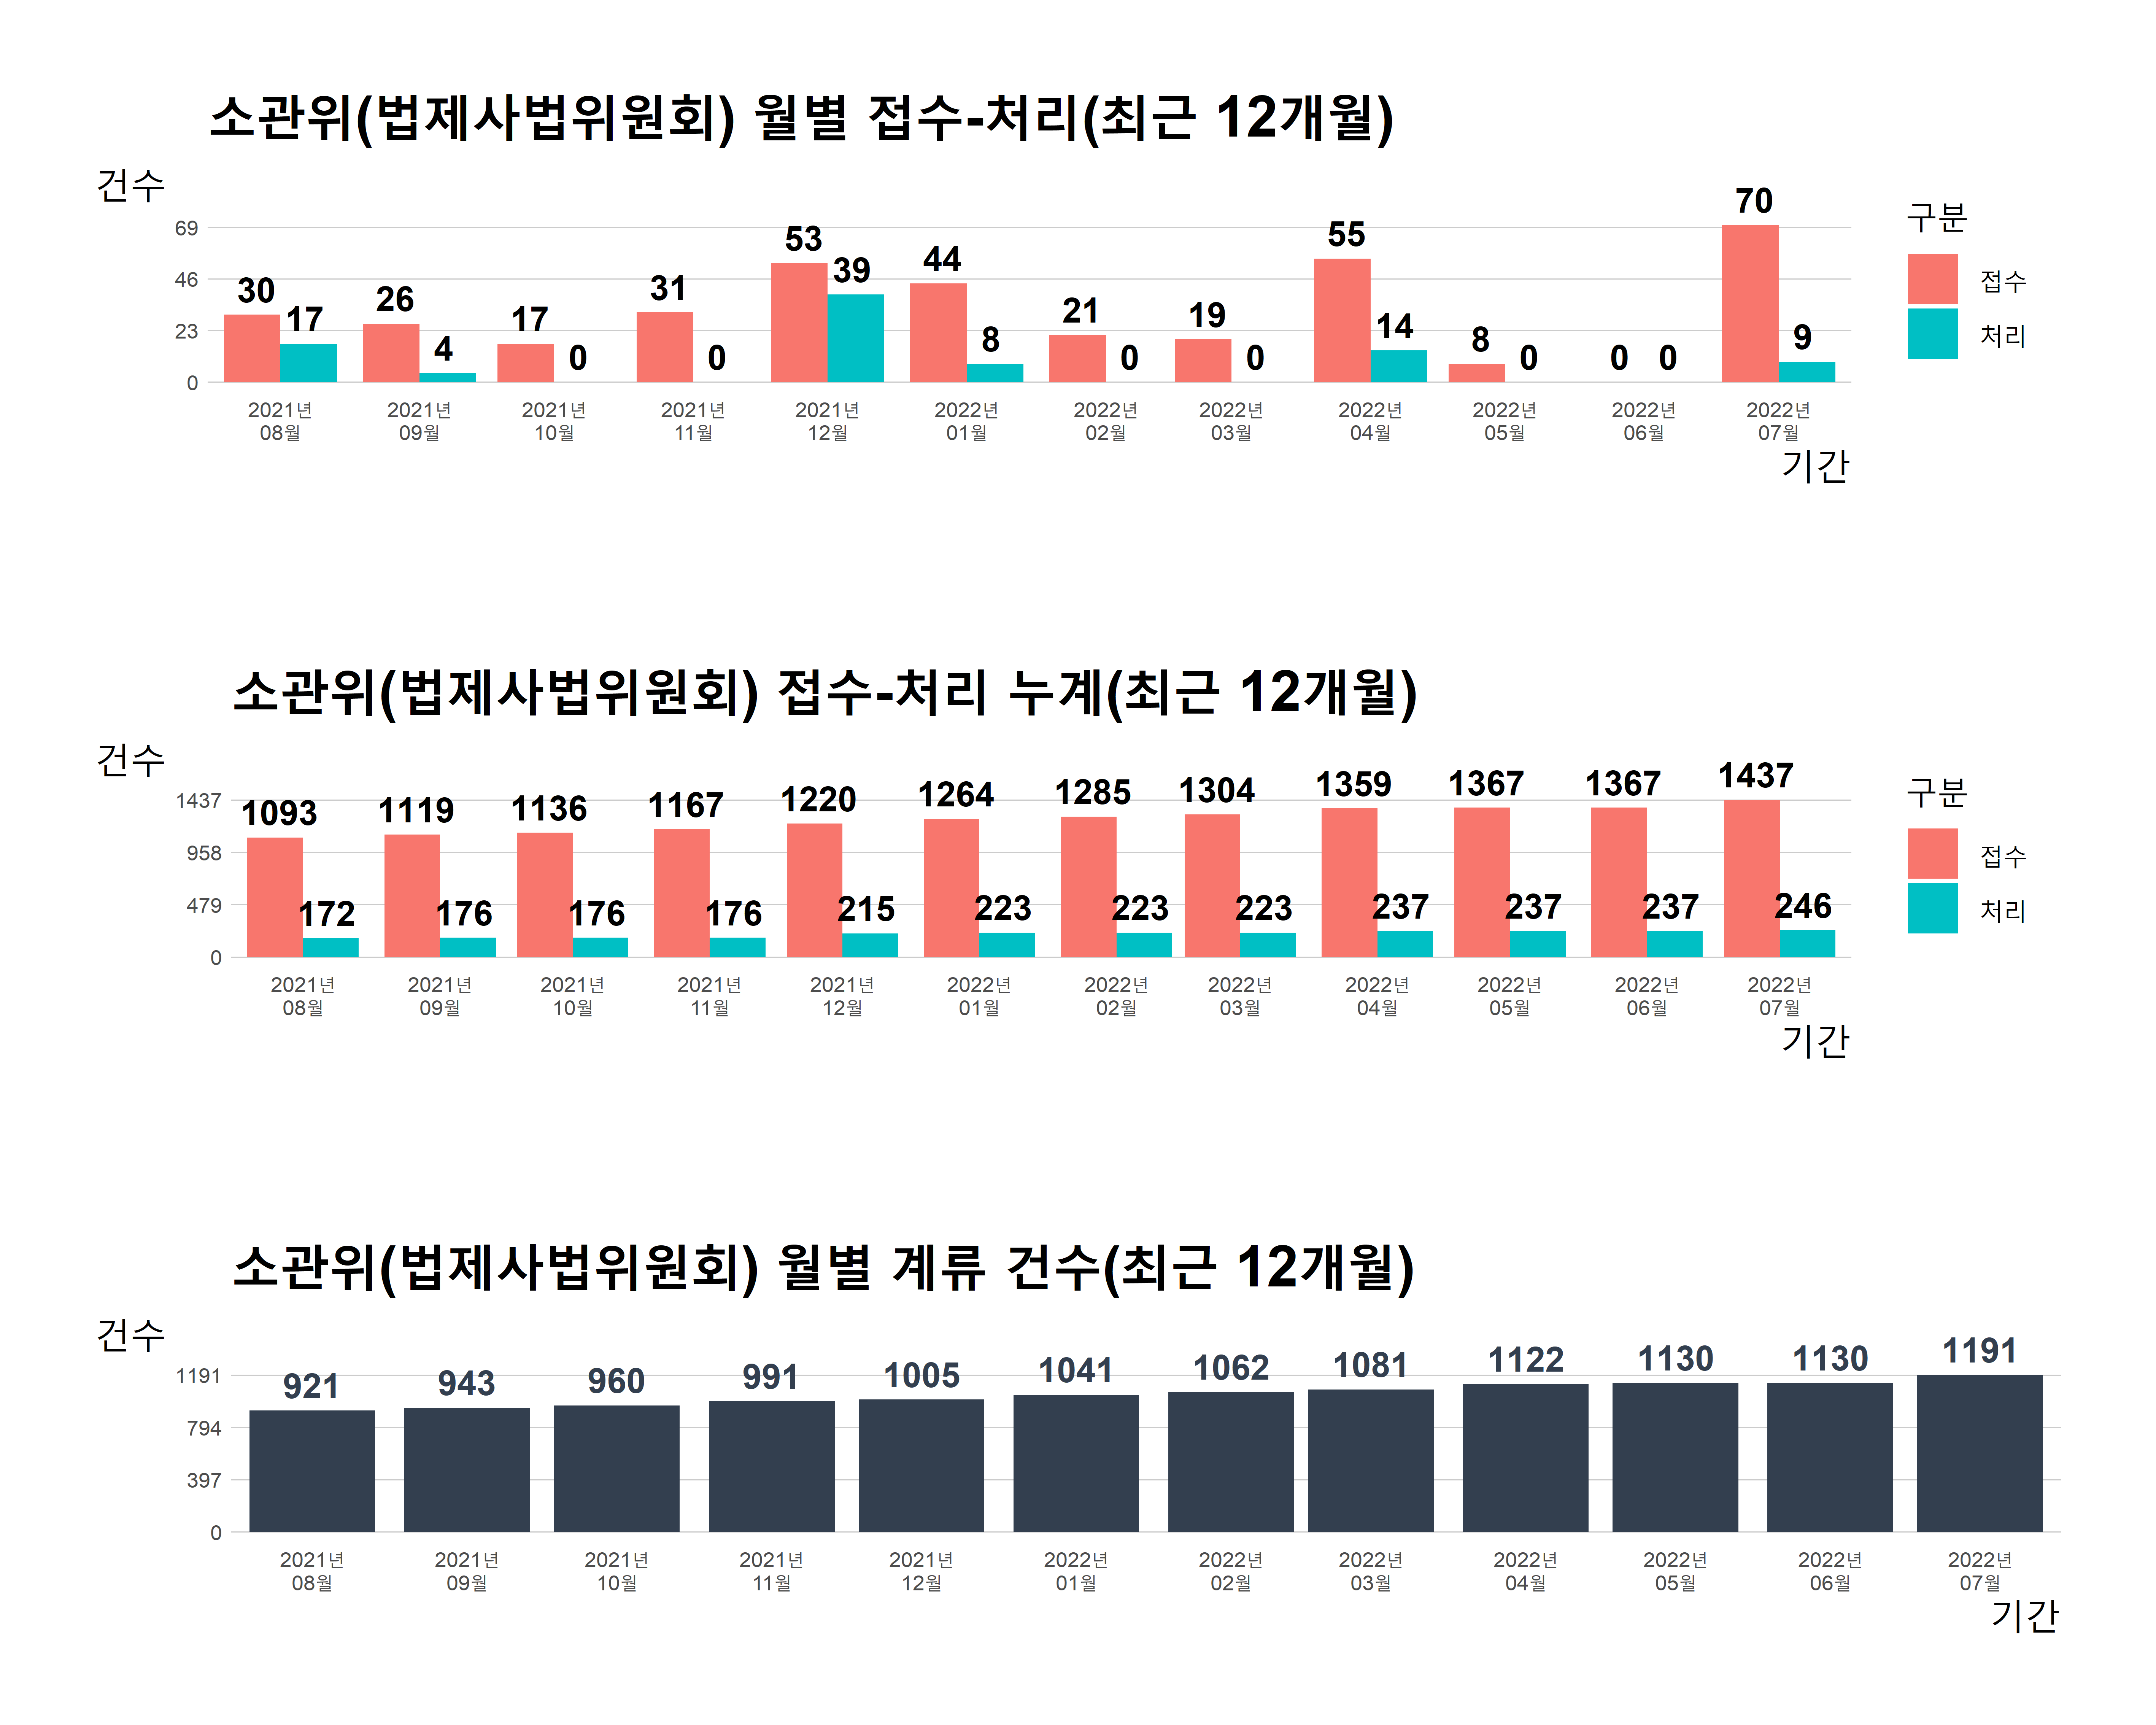 소관위(법제사법위원회) 월별 접수-처리(최근 12개월)
건수
69
46
23
0
30 17 26 4 17 0 31 0 53 39 44 8 21 0 19 0 55 14 8 0 0 0 70 9
2021년 2021년 2021년 2021년 2021년 2022년 2022년 2022년 2022년 2022년 2022년 2022년
08월 09월 10월 11월 12월 01월 02월 03월 04월 05월 06월 07월
기간
구분
접수
처리
소관위(법제사법위원회) 접수-처리 누계(최근 12개월)
건수
1437
958
479
0
1093 1119 1136 1167 1220 1264 1285 1304 1359 1367 1367 1437
172 176 176 176 215 223 223 223 237 237 237 246
2021년 2021년 2021년 2021년 2021년 2022년 2022년 2022년 2022년 2022년 2022년 2022년
08월 09월 10월 11월 12월 01월 02월 03월 04월 05월 06월 07월
기간
구분
접수
처리
소관위(법제사법위원회) 월별 계류 건수(최근 12개월)
건수
1191
794
397
0
921 943 960 991 1005 1041 1062 1081 1122 1130 1130 1191
2021년 2021년 2021년 2021년 2021년 2022년 2022년 2022년 2022년 2022년 2022년 2022년
08월 09월 10월 11월 12월 01월 02월 03월 04월 05월 06월 07월
기간